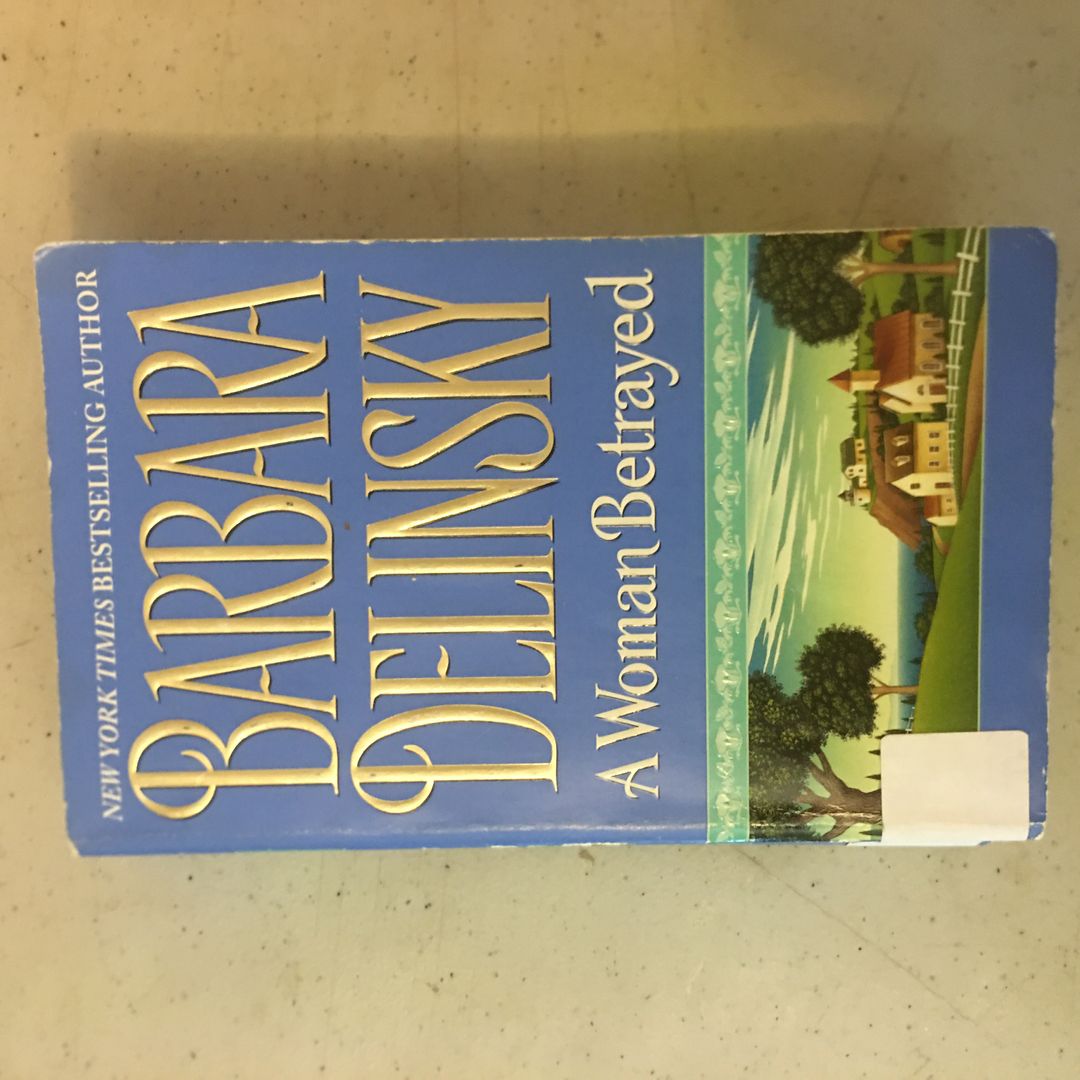 NEW YORK TIMES BESTSELLING AUTHOR
BARBARA
DELINSKY
A Woman Betrayed